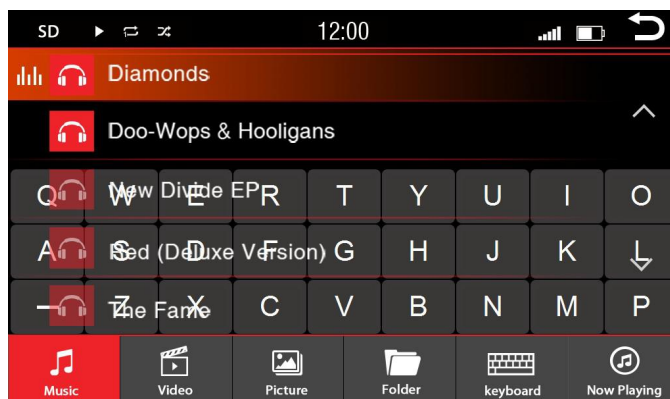 SD 12:00
Diamonds
Doo-Wops & Hooligans
New Divide EP
Q W E R T Y U I O
Red (Deluxe Version)
A S D F G H J K L
The Fame
– Z X C V B N M P
Music Video Picture Folder keyboard Now Playing